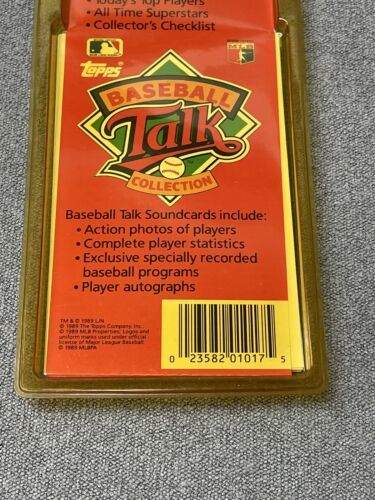 • Today's Top Players
• All Time Superstars
• Collector's Checklist
Topps
MLB
BASEBALL
Talk
COLLECTION
Baseball Talk Soundcards include:
• Action photos of players
• Complete player statistics
• Exclusive specially recorded
baseball programs
• Player autographs
TM & © 1989 LJN
© 1989 The Topps Company, Inc.
© 1989 MLB Properties, Logos and
uniform marks used under official
license of Major League Baseball
© 1989 MLBPA
0 23582 01017 5